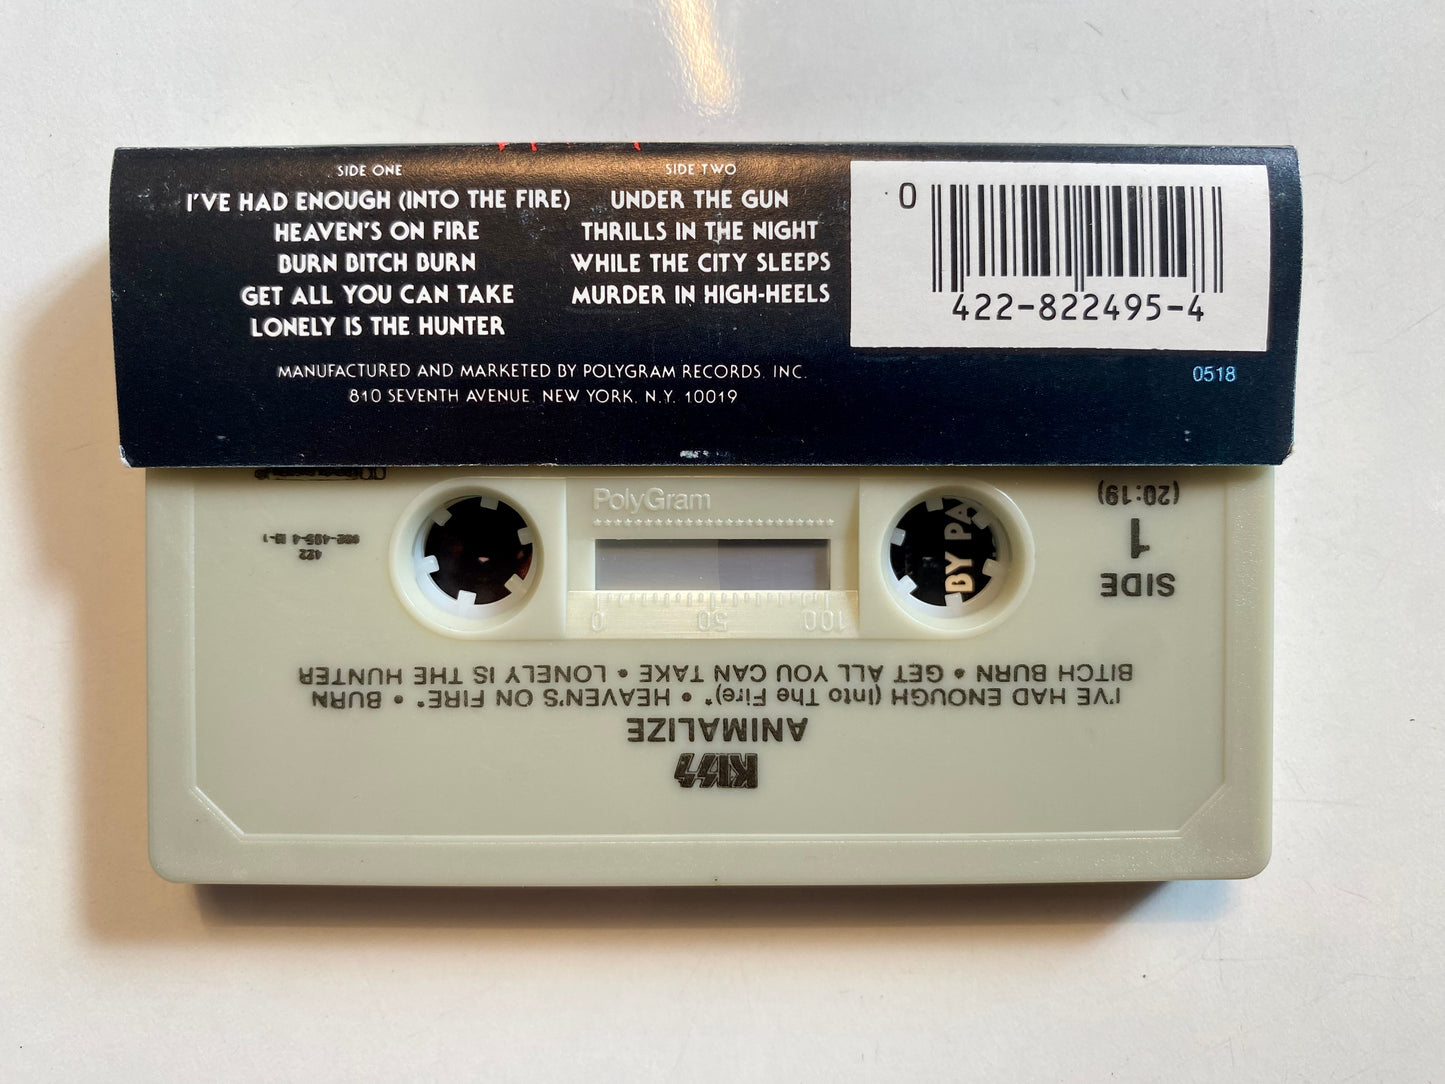 SIDE ONE
I'VE HAD ENOUGH (INTO THE FIRE)
HEAVEN'S ON FIRE
BURN BITCH BURN
GET ALL YOU CAN TAKE
LONELY IS THE HUNTER
SIDE TWO
UNDER THE GUN
THRILLS IN THE NIGHT
WHILE THE CITY SLEEPS
MURDER IN HIGH-HEELS
MANUFACTURED AND MARKETED BY POLYGRAM RECORDS, INC.
810 SEVENTH AVENUE, NEW YORK, N.Y. 10019
0
422-822495-4
0518
PolyGram
BY PA
0 50 100
KISS
ANIMALIZE
I'VE HAD ENOUGH (Into The Fire)* • HEAVEN'S ON FIRE* • BURN
BITCH BURN • GET ALL YOU CAN TAKE • LONELY IS THE HUNTER
SIDE
1
(20:19)
422